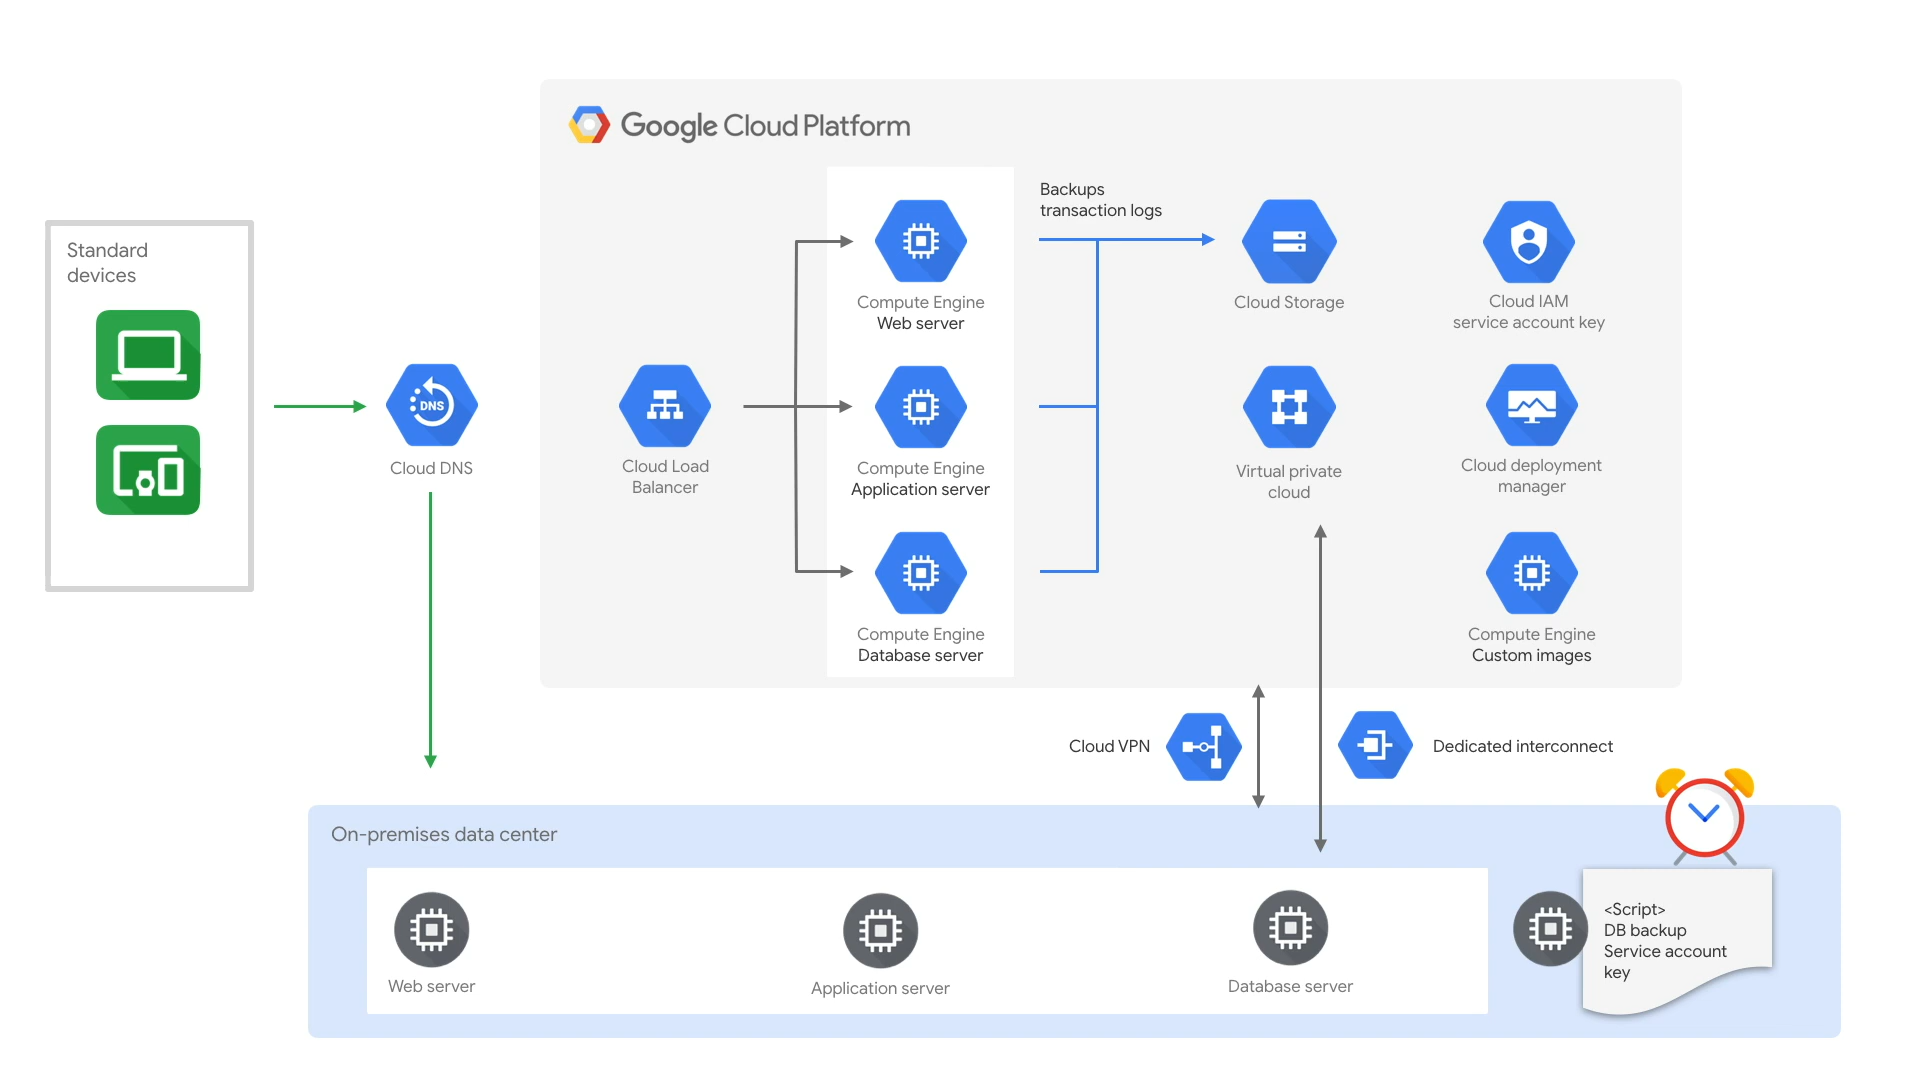 Google Cloud Platform
Standard
devices
DNS
Cloud DNS
Cloud Load
Balancer
Compute Engine
Web server
Compute Engine
Application server
Compute Engine
Database server
Backups
transaction logs
Cloud Storage
Virtual private
cloud
Cloud IAM
service account key
Cloud deployment
manager
Compute Engine
Custom images
Cloud VPN
Dedicated interconnect
On-premises data center
Web server
Application server
Database server
<Script>
DB backup
Service account
key